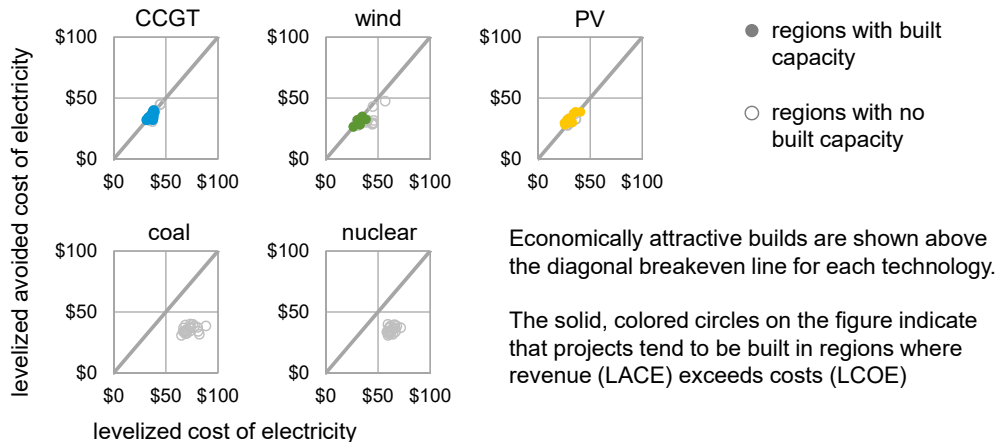 CCGT
wind
PV
levelized avoided cost of electricity
$100
$50
$0
$0 $50 $100
$100
$50
$0
$0 $50 $100
$100
$50
$0
$0 $50 $100
regions with built
capacity
regions with no
built capacity
coal
nuclear
$100
$50
$0
$0 $50 $100
$100
$50
$0
$0 $50 $100
levelized cost of electricity
Economically attractive builds are shown above
the diagonal breakeven line for each technology.
The solid, colored circles on the figure indicate
that projects tend to be built in regions where
revenue (LACE) exceeds costs (LCOE)